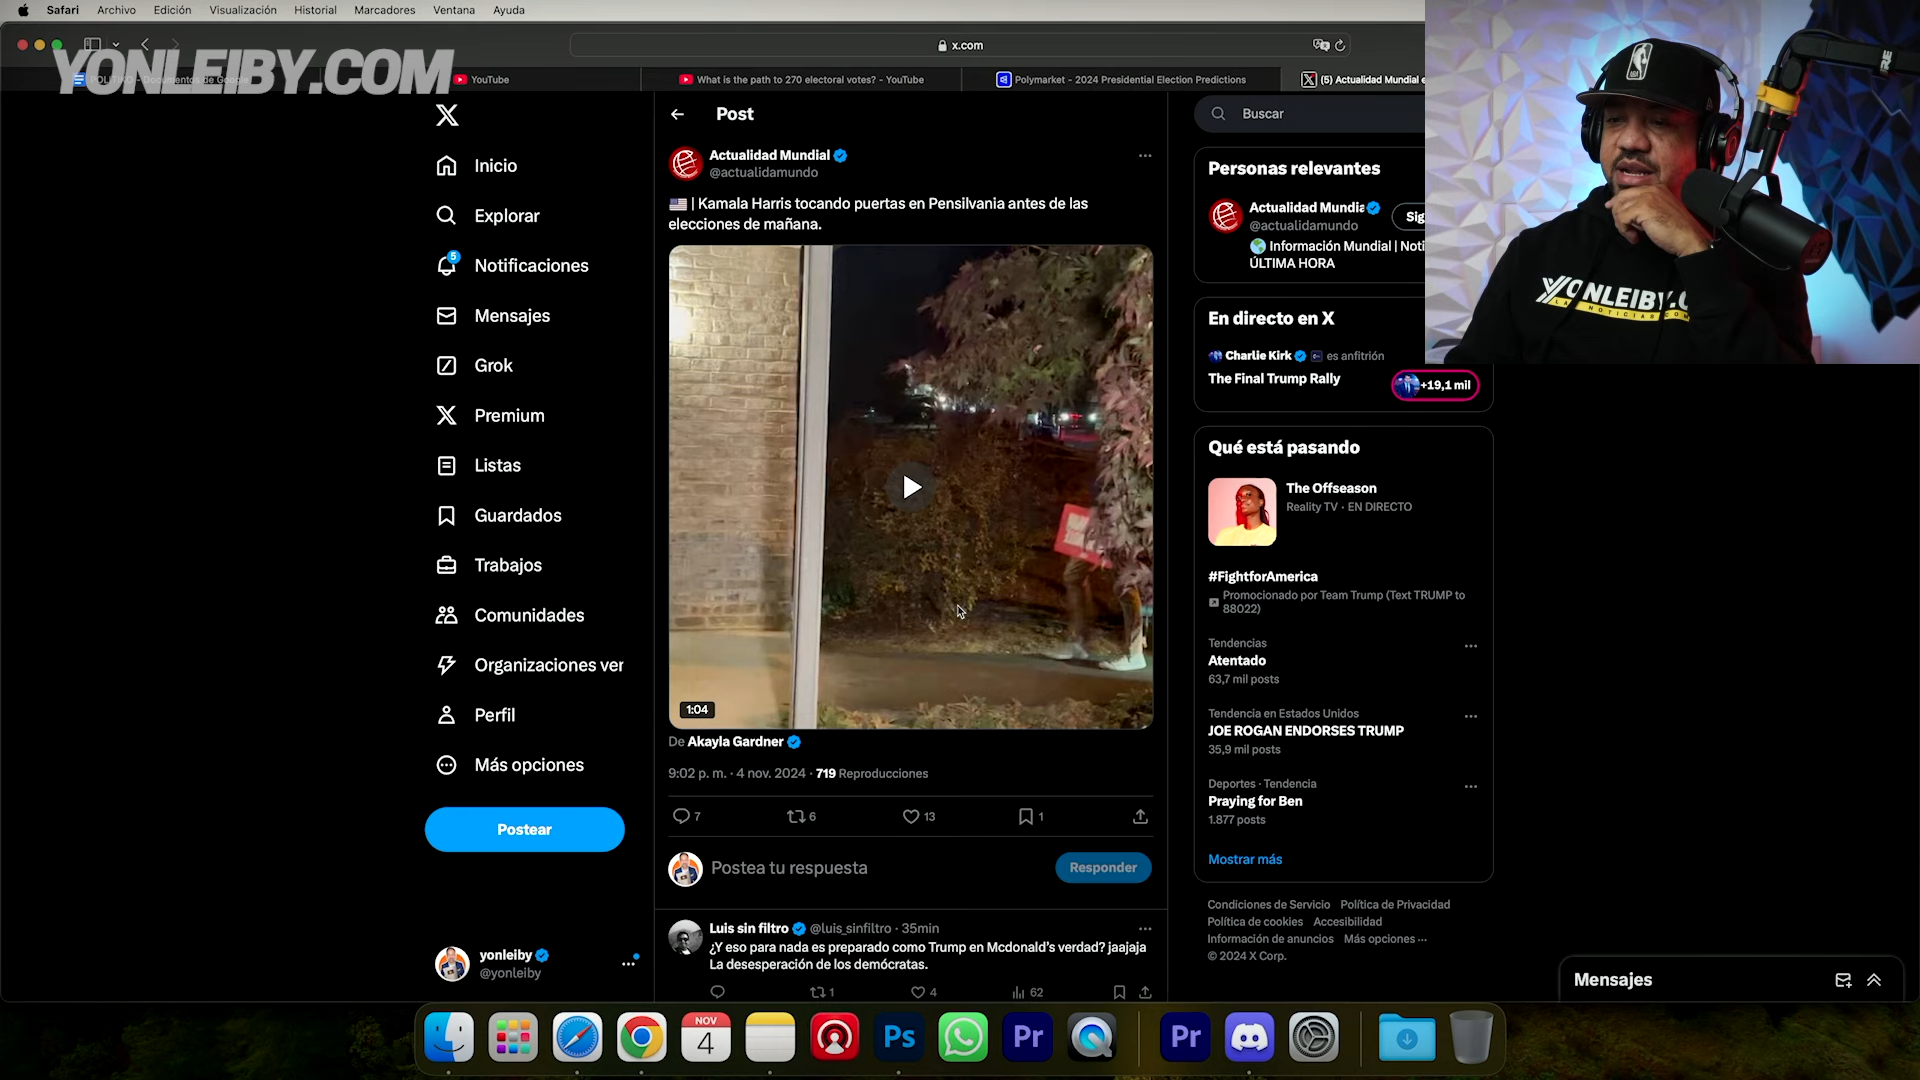 Safari Archivo Edición Visualización Historial Marcadores Ventana Ayuda
YONLEIBY.COM
x.com
YouTube
What is the path to 270 electoral votes? - YouTube
Polymarket - 2024 Presidential Election Predictions
(5) Actualidad Mundial e
Inicio
Explorar
5
Notificaciones
Mensajes
Grok
Premium
Listas
Guardados
Trabajos
Comunidades
Organizaciones ver
Perfil
Más opciones
Postear
yonleiby
@yonleiby
Post
Actualidad Mundial
@actualidamundo
| Kamala Harris tocando puertas en Pensilvania antes de las
elecciones de mañana.
1:04
De Akayla Gardner
9:02 p. m. · 4 nov. 2024 · 719 Reproducciones
7 6 13 1
Postea tu respuesta
Responder
Luis sin filtro @luis_sinfiltro · 35min
¿Y eso para nada es preparado como Trump en Mcdonald's verdad? jaajaja
La desesperación de los demócratas.
1 4 62
Buscar
Personas relevantes
Actualidad Mundia
@actualidamundo
Sig
Información Mundial | Noti
ÚLTIMA HORA
En directo en X
Charlie Kirk es anfitrión
The Final Trump Rally
+19,1 mil
Qué está pasando
The Offseason
Reality TV · EN DIRECTO
#FightforAmerica
Promocionado por Team Trump (Text TRUMP to
88022)
Tendencias
Atentado
63,7 mil posts
Tendencia en Estados Unidos
JOE ROGAN ENDORSES TRUMP
35,9 mil posts
Deportes · Tendencia
Praying for Ben
1.877 posts
Mostrar más
Condiciones de Servicio Política de Privacidad
Política de cookies Accesibilidad
Información de anuncios Más opciones ···
© 2024 X Corp.
Mensajes
YONLEIBY.C
RE
NOV
4
Ps
Pr
Pr